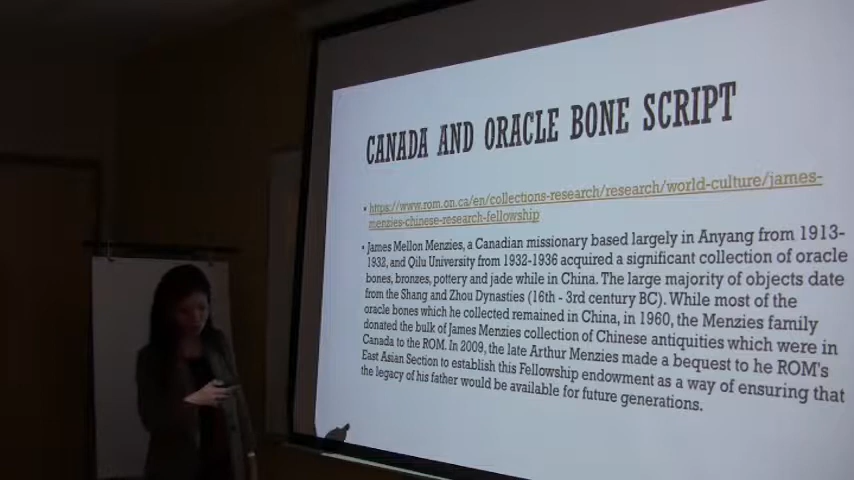 CANADA AND ORACLE BONE SCRIPT
• https://www.rom.on.ca/en/collections-research/research/world-culture/james-
menzies-chinese-research-fellowship
• James Mellon Menzies, a Canadian missionary based largely in Anyang from 1913-
1932, and Qilu University from 1932-1936 acquired a significant collection of oracle
bones, bronzes, pottery and jade while in China. The large majority of objects date
from the Shang and Zhou Dynasties (16th - 3rd century BC). While most of the
oracle bones which he collected remained in China, in 1960, the Menzies family
donated the bulk of James Menzies collection of Chinese antiquities which were in
Canada to the ROM. In 2009, the late Arthur Menzies made a bequest to he ROM's
East Asian Section to establish this Fellowship endowment as a way of ensuring that
the legacy of his father would be available for future generations.